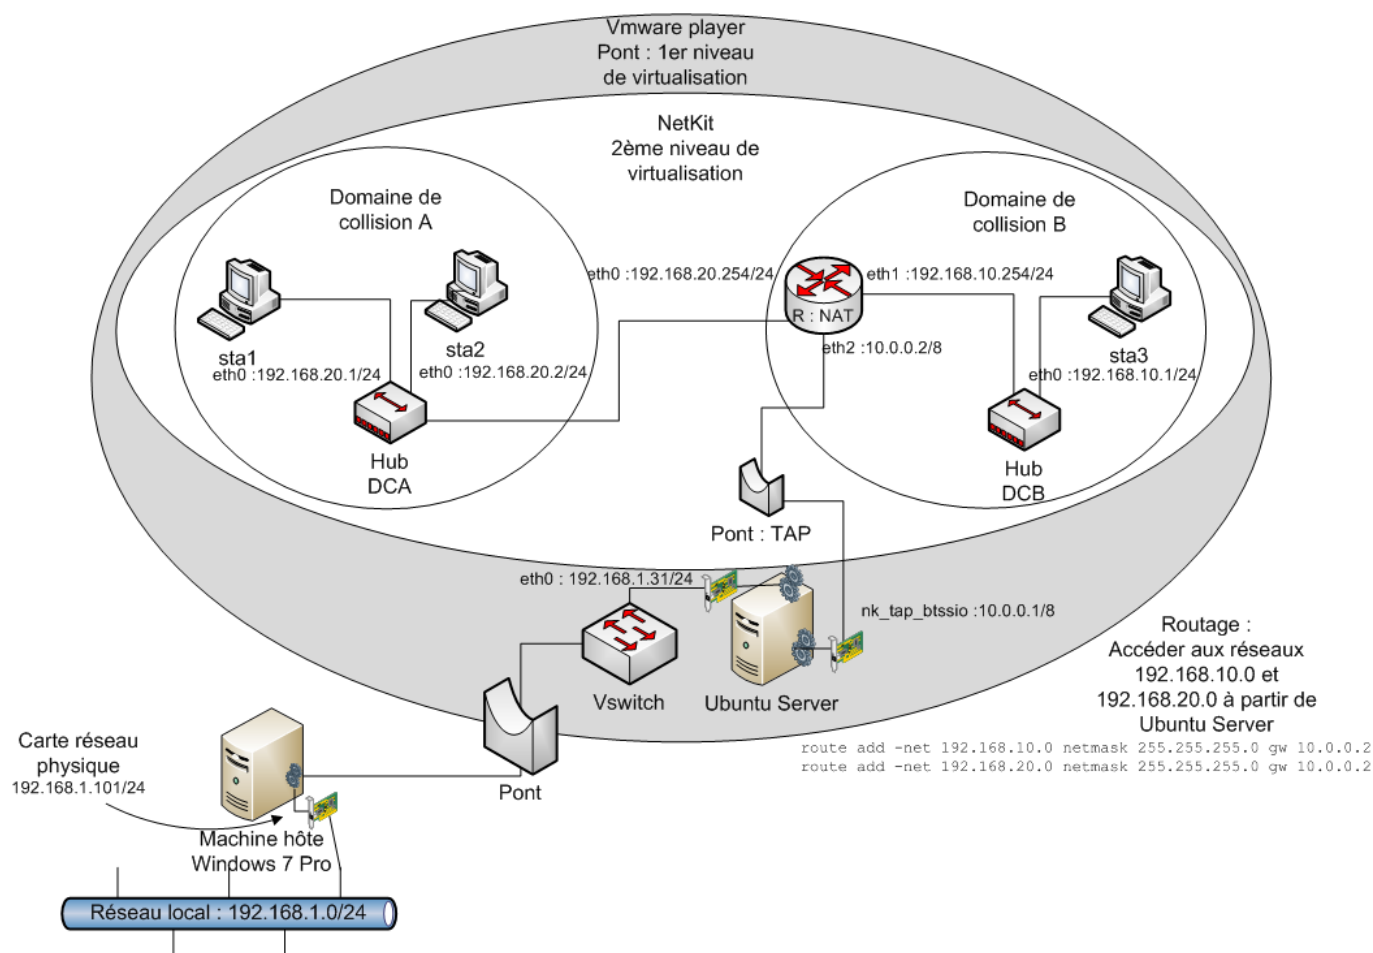 Vmware player
Pont : 1er niveau
de virtualisation
NetKit
2ème niveau de
virtualisation
Domaine de
collision A
Domaine de
collision B
eth0 :192.168.20.254/24
eth1 :192.168.10.254/24
R : NAT
eth2 :10.0.0.2/8
sta1
eth0 :192.168.20.1/24
sta2
eth0 :192.168.20.2/24
sta3
eth0 :192.168.10.1/24
Hub
DCA
Hub
DCB
Pont : TAP
eth0 : 192.168.1.31/24
nk_tap_btssio :10.0.0.1/8
Vswitch
Ubuntu Server
Routage :
Accéder aux réseaux
192.168.10.0 et
192.168.20.0 à partir de
Ubuntu Server
route add -net 192.168.10.0 netmask 255.255.255.0 gw 10.0.0.2
route add -net 192.168.20.0 netmask 255.255.255.0 gw 10.0.0.2
Carte réseau
physique
192.168.1.101/24
Pont
Machine hôte
Windows 7 Pro
Réseau local : 192.168.1.0/24